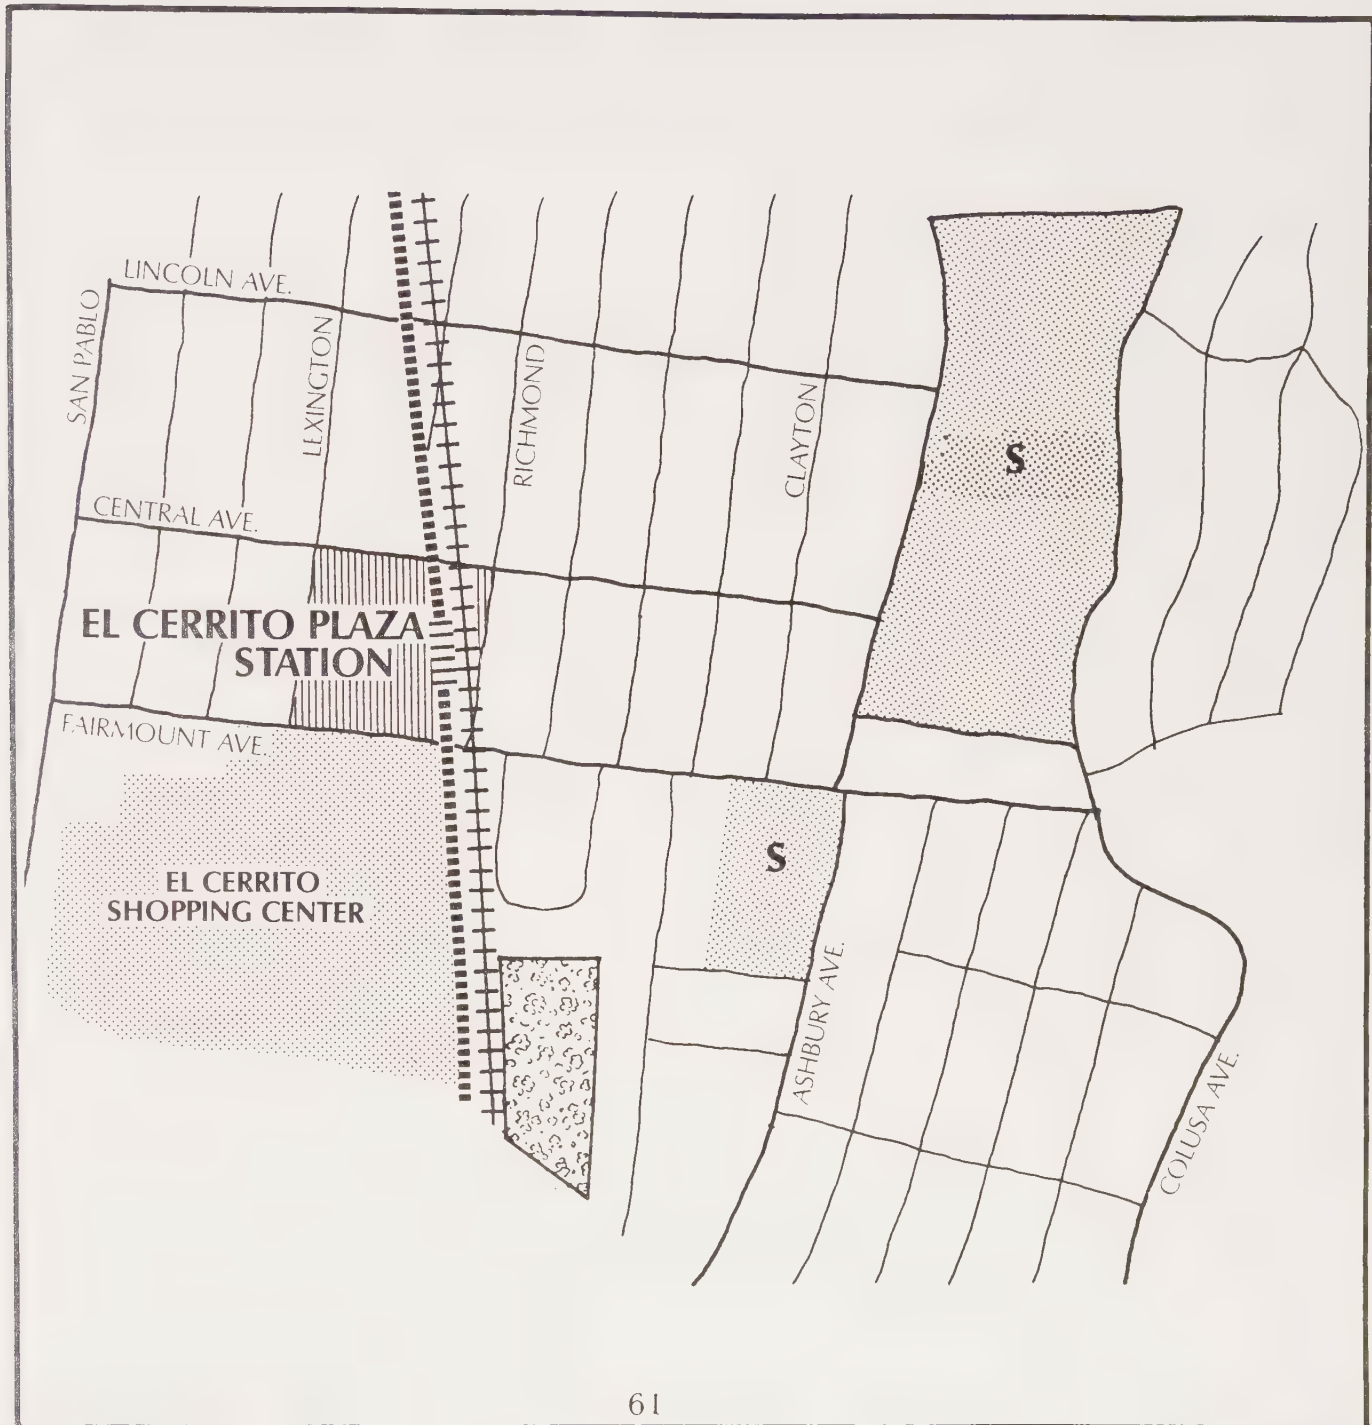 LINCOLN AVE.
SAN PABLO
LEXINGTON
RICHMOND
CLAYTON
S
CENTRAL AVE.
EL CERRITO PLAZA
STATION
FAIRMOUNT AVE.
S
EL CERRITO
SHOPPING CENTER
ASHBURY AVE.
COLUSA AVE.
61